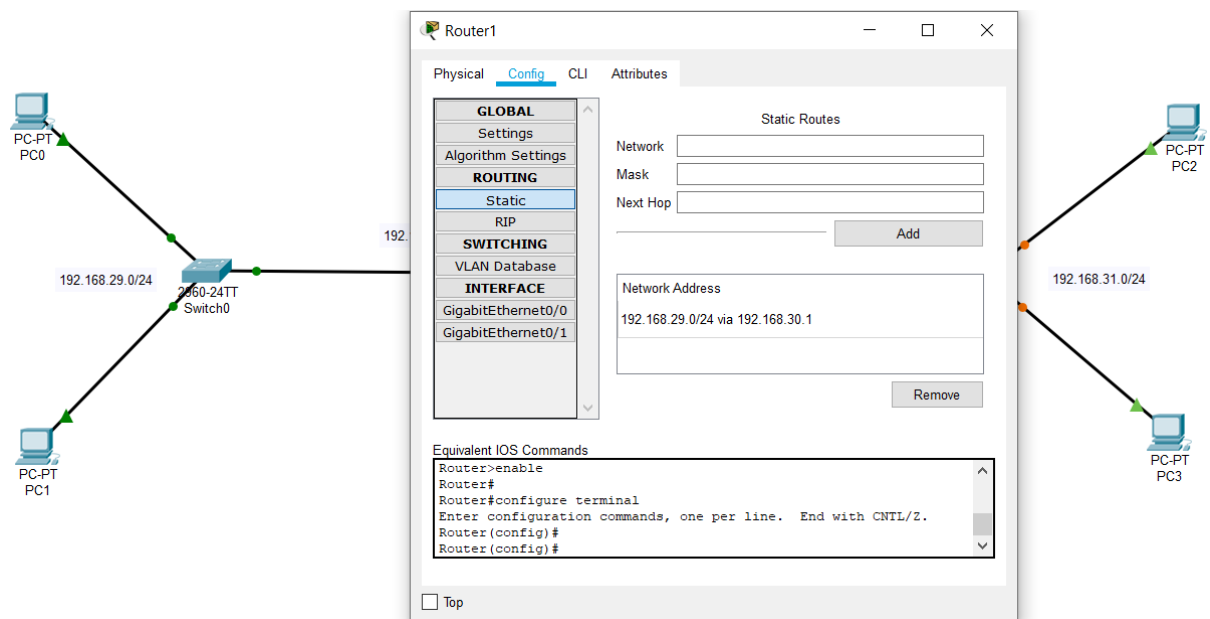 Router1
Physical Config CLI Attributes
GLOBAL
Settings
Algorithm Settings
ROUTING
Static
RIP
SWITCHING
VLAN Database
INTERFACE
GigabitEthernet0/0
GigabitEthernet0/1
Static Routes
Network
Mask
Next Hop
Add
Network Address
192.168.29.0/24 via 192.168.30.1
Remove
Equivalent IOS Commands
Router>enable
Router#
Router#configure terminal
Enter configuration commands, one per line. End with CNTL/Z.
Router(config)#
Router(config)#
Top
PC-PT
PC0
192.168.29.0/24
2960-24TT
Switch0
PC-PT
PC1
192.
PC-PT
PC2
192.168.31.0/24
PC-PT
PC3